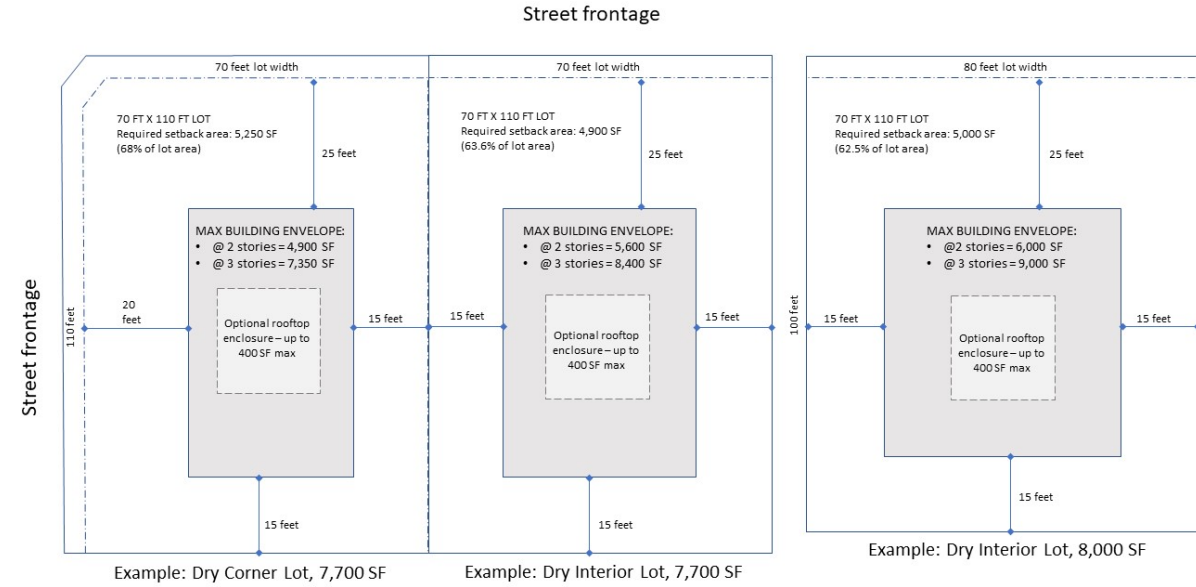 Street frontage
Street frontage
70 feet lot width
70 FT X 110 FT LOT
Required setback area: 5,250 SF
(68% of lot area)
25 feet
MAX BUILDING ENVELOPE:
• @ 2 stories = 4,900 SF
• @ 3 stories = 7,350 SF
20
feet
110 feet
15 feet
Optional rooftop
enclosure – up to
400 SF max
15 feet
Example: Dry Corner Lot, 7,700 SF
70 feet lot width
70 FT X 110 FT LOT
Required setback area: 4,900 SF
(63.6% of lot area)
25 feet
MAX BUILDING ENVELOPE:
• @ 2 stories = 5,600 SF
• @ 3 stories = 8,400 SF
15 feet
Optional rooftop
enclosure – up to
400 SF max
15 feet
15 feet
Example: Dry Interior Lot, 7,700 SF
80 feet lot width
70 FT X 110 FT LOT
Required setback area: 5,000 SF
(62.5% of lot area)
25 feet
MAX BUILDING ENVELOPE:
• @2 stories = 6,000 SF
• @ 3 stories = 9,000 SF
100 feet
15 feet
Optional rooftop
enclosure – up to
400 SF max
15 feet
15 feet
Example: Dry Interior Lot, 8,000 SF